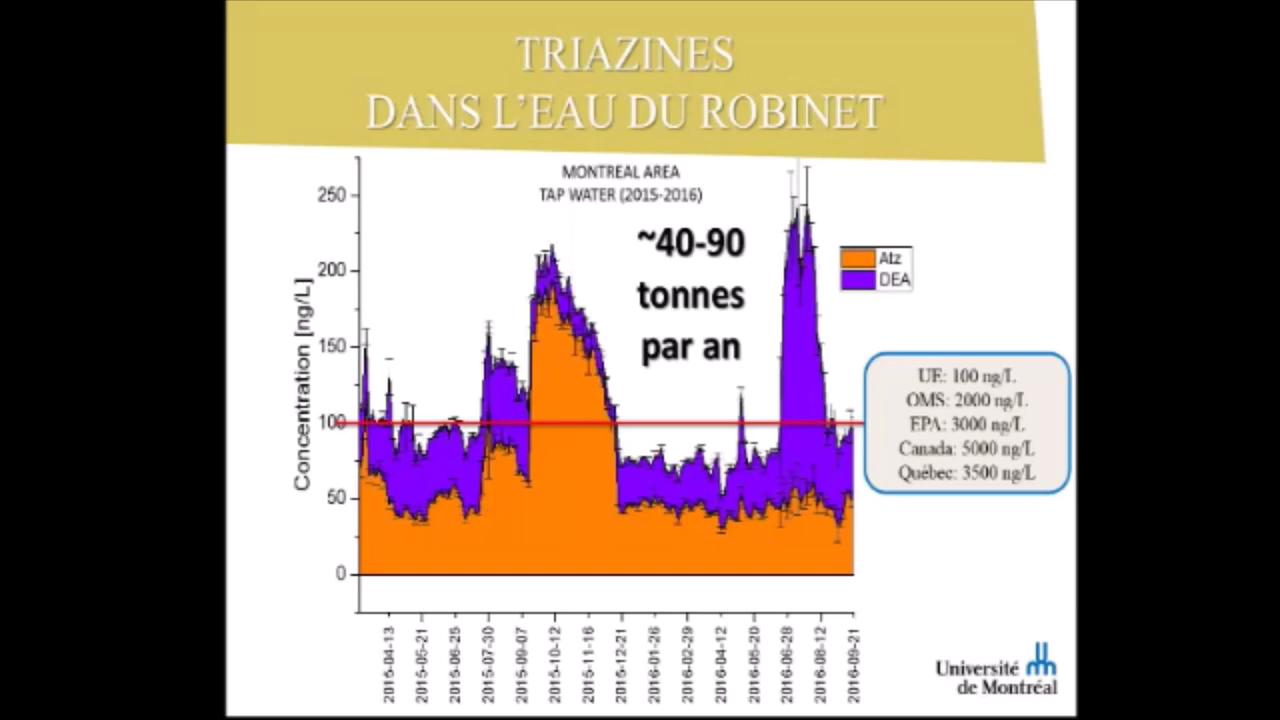 TRIAZINES
DANS L'EAU DU ROBINET
MONTREAL AREA
TAP WATER (2015-2016)
~40-90
tonnes
par an
Atz
DEA
Concentration [ng/L]
250
200
150
100
50
0
UE: 100 ng/L
OMS: 2000 ng/L
EPA: 3000 ng/L
Canada: 5000 ng/L
Québec: 3500 ng/L
2015-04-13
2015-05-21
2015-06-25
2015-07-30
2015-09-07
2015-10-12
2015-11-16
2015-12-21
2016-01-26
2016-02-29
2016-04-12
2016-05-20
2016-06-28
2016-08-12
2016-09-21
Université
de Montréal